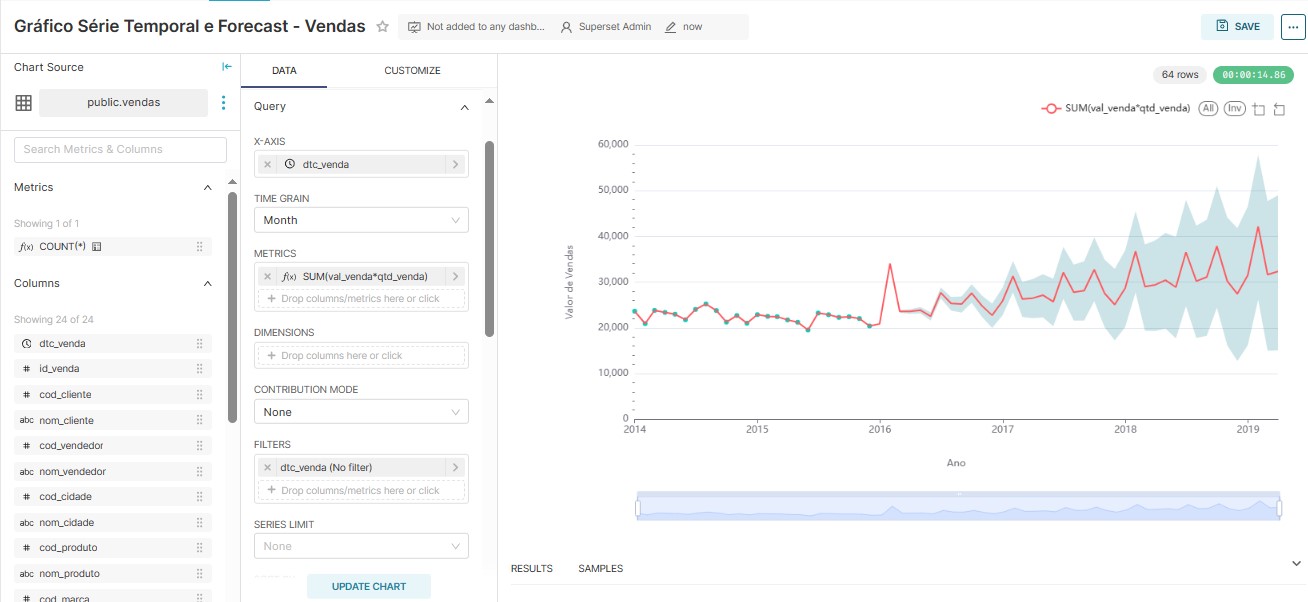 Gráfico Série Temporal e Forecast - Vendas
Not added to any dashb...
Superset Admin
now
SAVE
...
Chart Source
public.vendas
Search Metrics & Columns
Metrics
Showing 1 of 1
f(x) COUNT(*)
Columns
Showing 24 of 24
dtc_venda
# id_venda
# cod_cliente
abc nom_cliente
# cod_vendedor
abc nom_vendedor
# cod_cidade
abc nom_cidade
# cod_produto
abc nom_produto
# cod_marca
DATA
CUSTOMIZE
Query
X-AXIS
dtc_venda
TIME GRAIN
Month
METRICS
f(x) SUM(val_venda*qtd_venda)
+ Drop columns/metrics here or click
DIMENSIONS
+ Drop columns here or click
CONTRIBUTION MODE
None
FILTERS
dtc_venda (No filter)
+ Drop columns/metrics here or click
SERIES LIMIT
None
UPDATE CHART
64 rows
00:00:14.86
SUM(val_venda*qtd_venda)
All
Inv
60,000
50,000
40,000
30,000
20,000
10,000
0
Valor de Vendas
2014
2015
2016
2017
2018
2019
Ano
RESULTS
SAMPLES